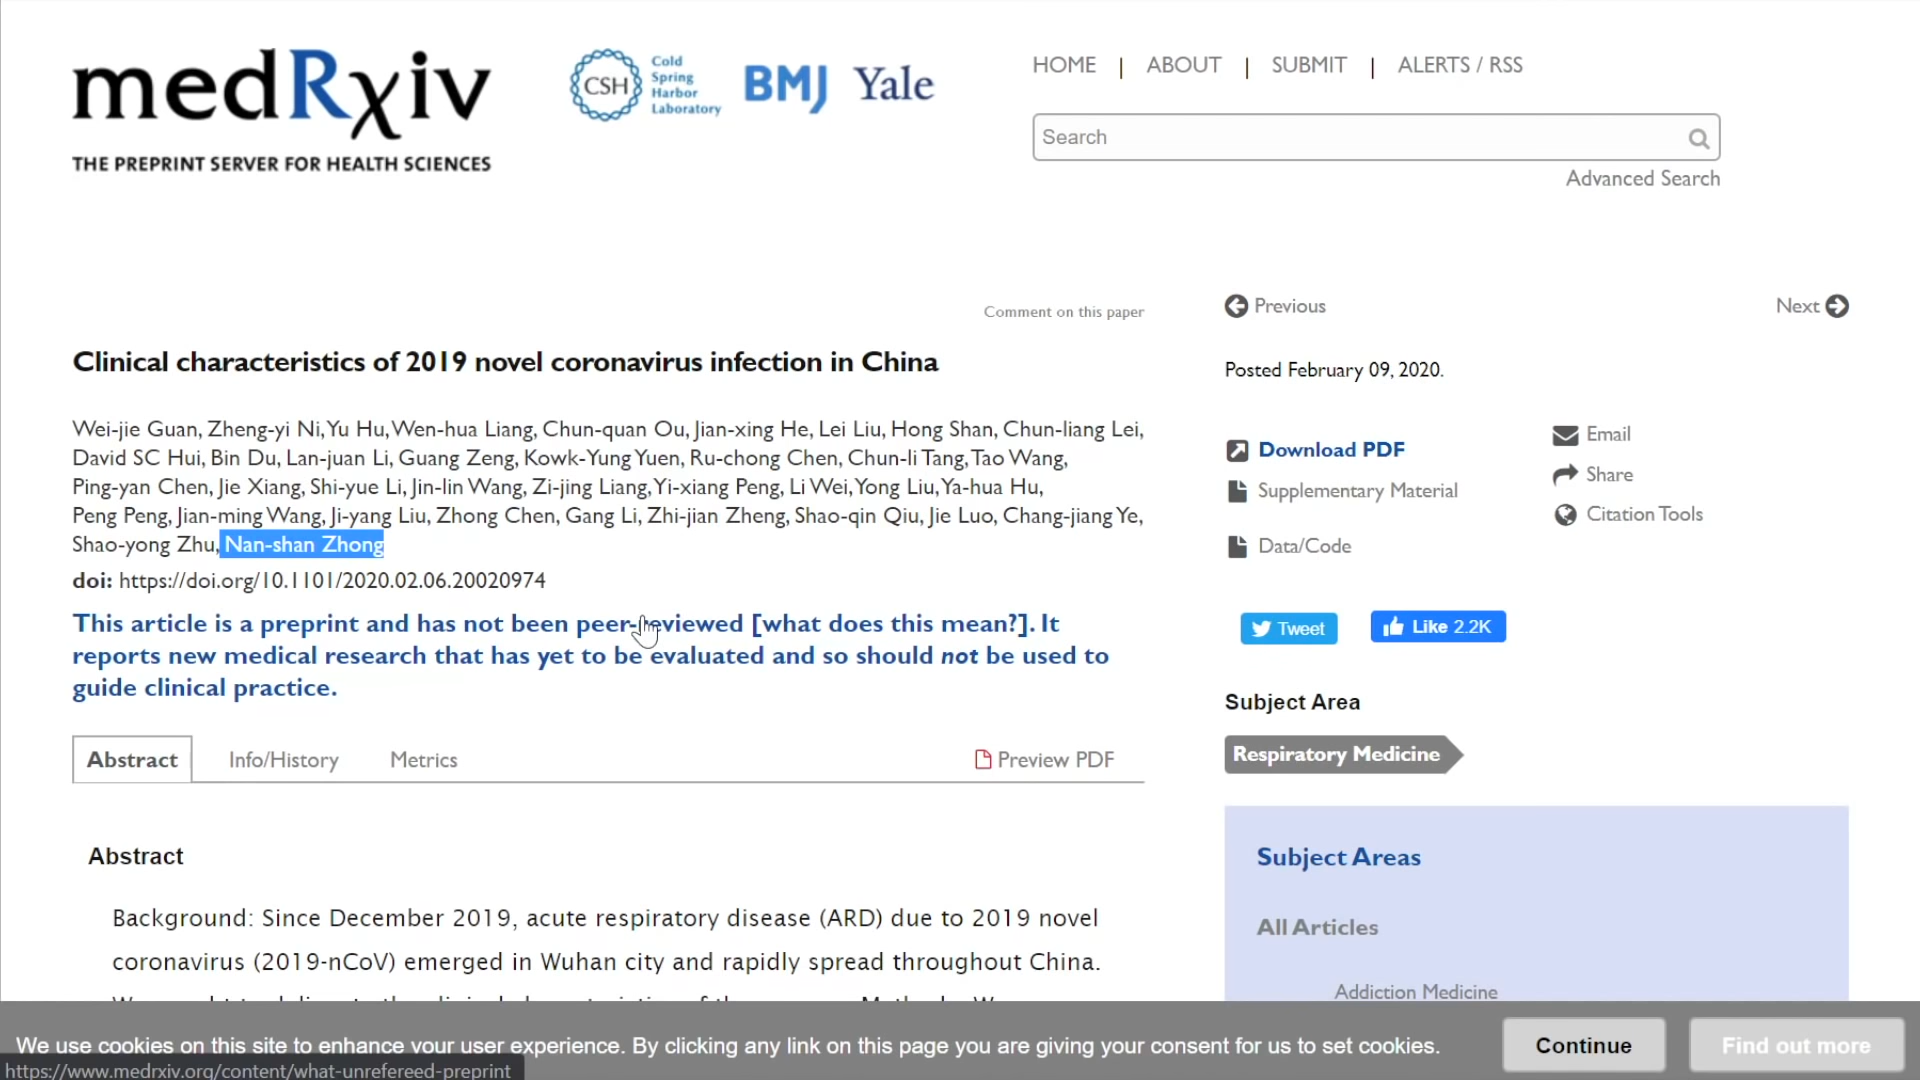 medRxiv
THE PREPRINT SERVER FOR HEALTH SCIENCES
CSH
Cold
Spring
Harbor
Laboratory
BMJ
Yale
HOME | ABOUT | SUBMIT | ALERTS / RSS
Search
Advanced Search
Comment on this paper
Previous
Next
Clinical characteristics of 2019 novel coronavirus infection in China
Posted February 09, 2020.
Wei-jie Guan, Zheng-yi Ni, Yu Hu, Wen-hua Liang, Chun-quan Ou, Jian-xing He, Lei Liu, Hong Shan, Chun-liang Lei,
David SC Hui, Bin Du, Lan-juan Li, Guang Zeng, Kowk-Yung Yuen, Ru-chong Chen, Chun-li Tang, Tao Wang,
Ping-yan Chen, Jie Xiang, Shi-yue Li, Jin-lin Wang, Zi-jing Liang, Yi-xiang Peng, Li Wei, Yong Liu, Ya-hua Hu,
Peng Peng, Jian-ming Wang, Ji-yang Liu, Zhong Chen, Gang Li, Zhi-jian Zheng, Shao-qin Qiu, Jie Luo, Chang-jiang Ye,
Shao-yong Zhu, Nan-shan Zhong
doi: https://doi.org/10.1101/2020.02.06.20020974
This article is a preprint and has not been peer-reviewed [what does this mean?]. It
reports new medical research that has yet to be evaluated and so should not be used to
guide clinical practice.
Download PDF
Supplementary Material
Data/Code
Email
Share
Citation Tools
Tweet
Like 2.2K
Subject Area
Respiratory Medicine
Abstract
Info/History
Metrics
Preview PDF
Abstract
Background: Since December 2019, acute respiratory disease (ARD) due to 2019 novel
coronavirus (2019-nCoV) emerged in Wuhan city and rapidly spread throughout China.
Subject Areas
All Articles
Addiction Medicine
We use cookies on this site to enhance your user experience. By clicking any link on this page you are giving your consent for us to set cookies.
Continue
Find out more
https://www.medrxiv.org/content/what-unrefereed-preprint